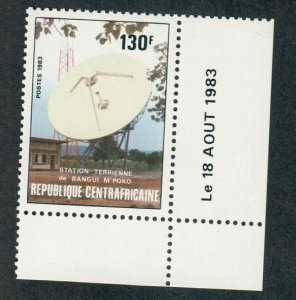 130F
POSTES 1983
STATION TERRIENNE
de BANGUI M'POKO
REPUBLIQUE CENTRAFRICAINE
Le 18 AOUT 1983